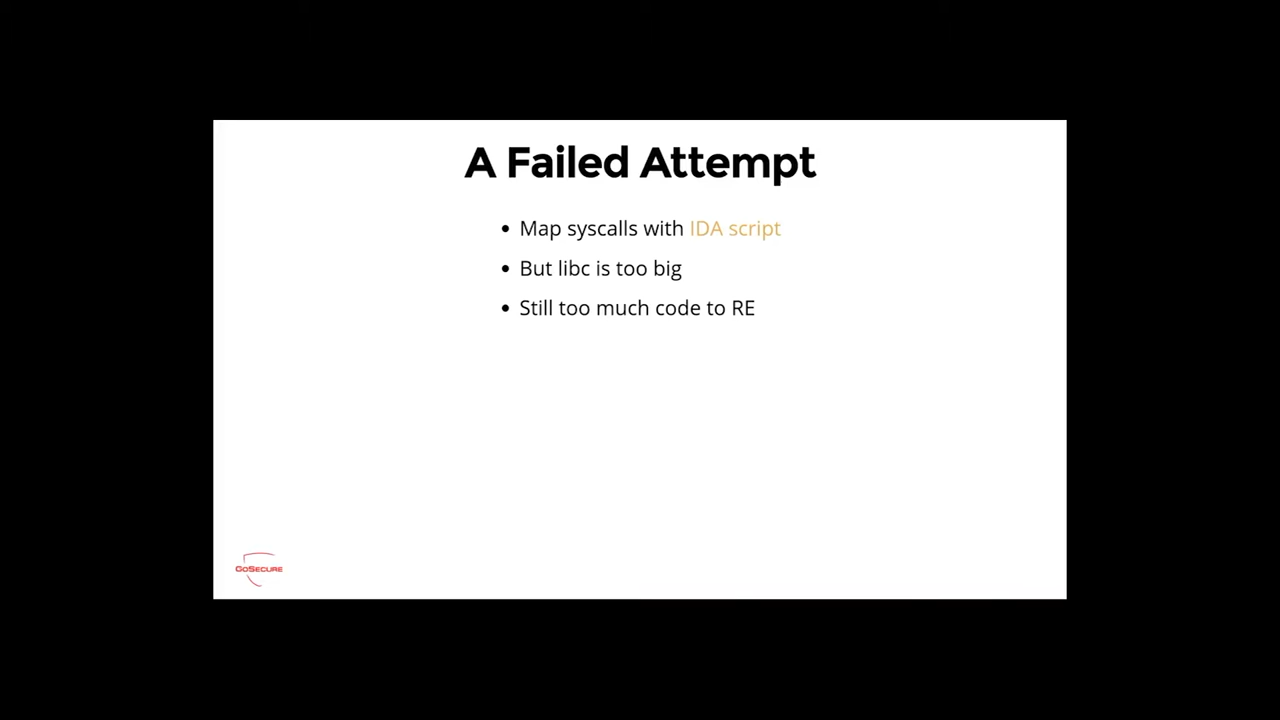 A Failed Attempt
• Map syscalls with IDA script
• But libc is too big
• Still too much code to RE
GOSECURE